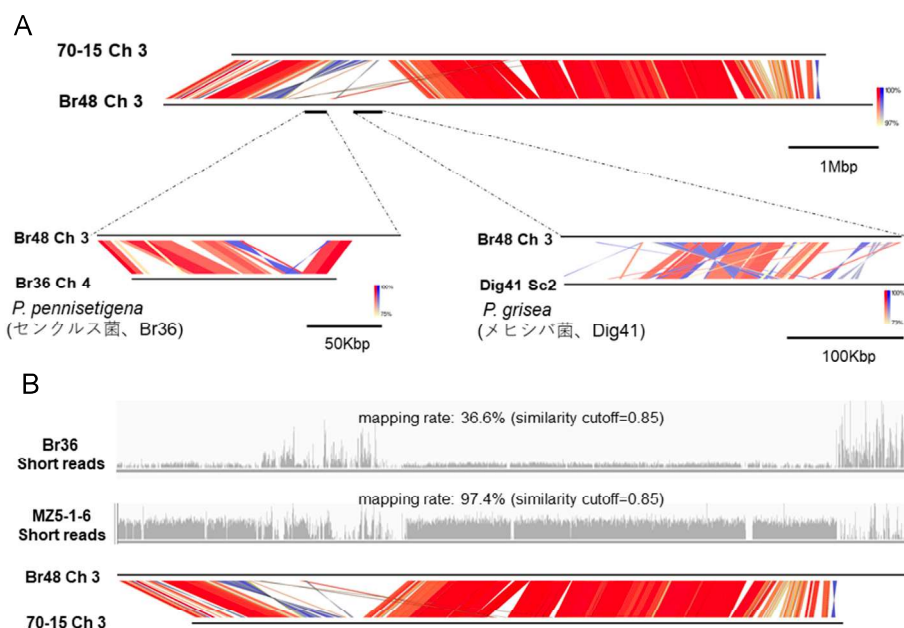 A
70-15 Ch 3
Br48 Ch 3
100%
97%
1Mbp
Br48 Ch 3
Br36 Ch 4
P. pennisetigena
(センクルス菌、Br36)
100%
75%
50Kbp
Br48 Ch 3
Dig41 Sc2
P. grisea
(メヒシバ菌、Dig41)
100%
100Kbp
B
mapping rate: 36.6% (similarity cutoff=0.85)
Br36
Short reads
mapping rate: 97.4% (similarity cutoff=0.85)
MZ5-1-6
Short reads
Br48 Ch 3
70-15 Ch 3